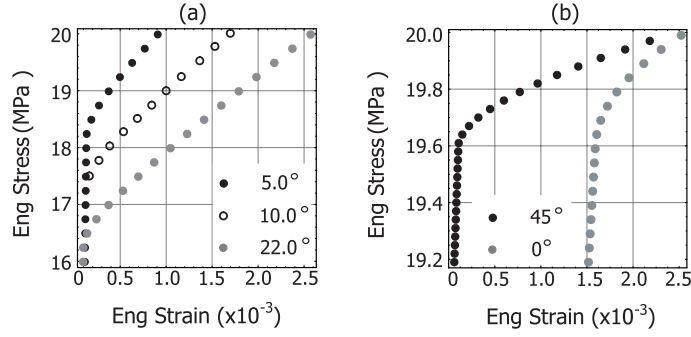 (a)
20
19
18
17
16
Eng Stress (MPa)
5.0°
10.0°
22.0°
0 0.5 1.0 1.5 2.0 2.5
Eng Strain (x10-3)
(b)
20.0
19.8
19.6
19.4
19.2
Eng Stress (MPa)
45°
0°
0 0.5 1.0 1.5 2.0 2.5
Eng Strain (x10-3)